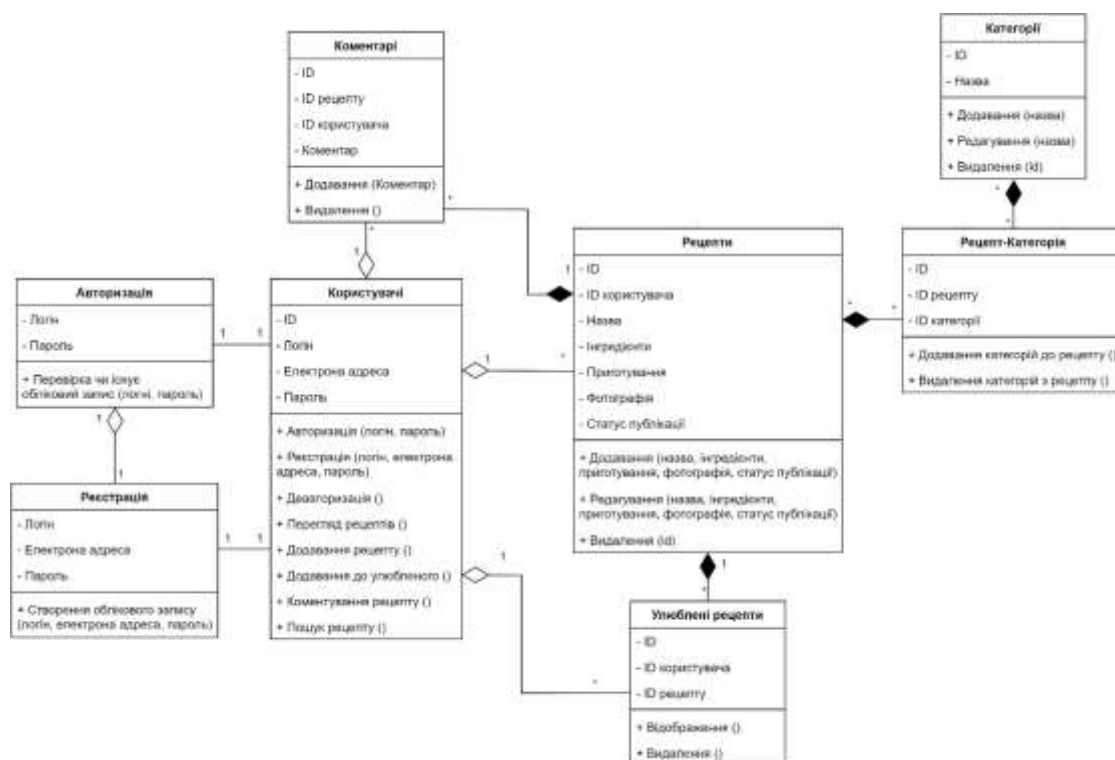 Коментарі
- ID
- ID рецепту
- ID користувача
- Коментар
+ Додавання (Коментар)
+ Видалення ()
Категорії
- ID
- Назва
+ Додавання (назва)
+ Редагування (назва)
+ Видалення (id)
*
*
*
1
1
*
*
Рецепт-Категорія
- ID
- ID рецепту
- ID категорії
+ Додавання категорій до рецепту ()
+ Видалення категорій з рецепту ()
Рецепти
- ID
- ID користувача
- Назва
- Інгредієнти
- Приготування
- Фотографія
- Статус публікації
+ Додавання (назва, інгредієнти,
приготування, фотографія, статус публікації)
+ Редагування (назва, інгредієнти,
приготування, фотографія, статус публікації)
+ Видалення (id)
Авторизація
- Логін
- Пароль
+ Перевірка чи існує
обліковий запис (логін, пароль)
1
1
1
*
1
1
Користувачі
- ID
- Логін
- Електрона адреса
- Пароль
+ Авторизація (логін, пароль)
+ Реєстрація (логін, електрона
адреса, пароль)
+ Деавторизація ()
+ Перегляд рецептів ()
+ Додавання рецепту ()
+ Додавання до улюбленого ()
+ Коментування рецепту ()
+ Пошук рецепту ()
Реєстрація
- Логін
- Електрона адреса
- Пароль
+ Створення облікового запису
(логін, електрона адреса, пароль)
1
1
1
*
1
*
Улюблені рецепти
- ID
- ID користувача
- ID рецепту
+ Відображення ()
+ Видалення ()